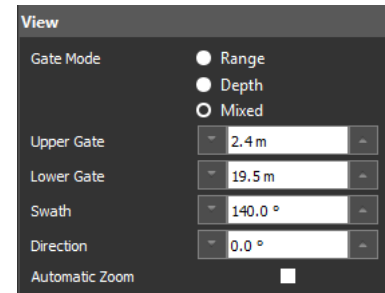 View
Gate Mode Range
Depth
Mixed
Upper Gate 2.4 m
Lower Gate 19.5 m
Swath 140.0 °
Direction 0.0 °
Automatic Zoom